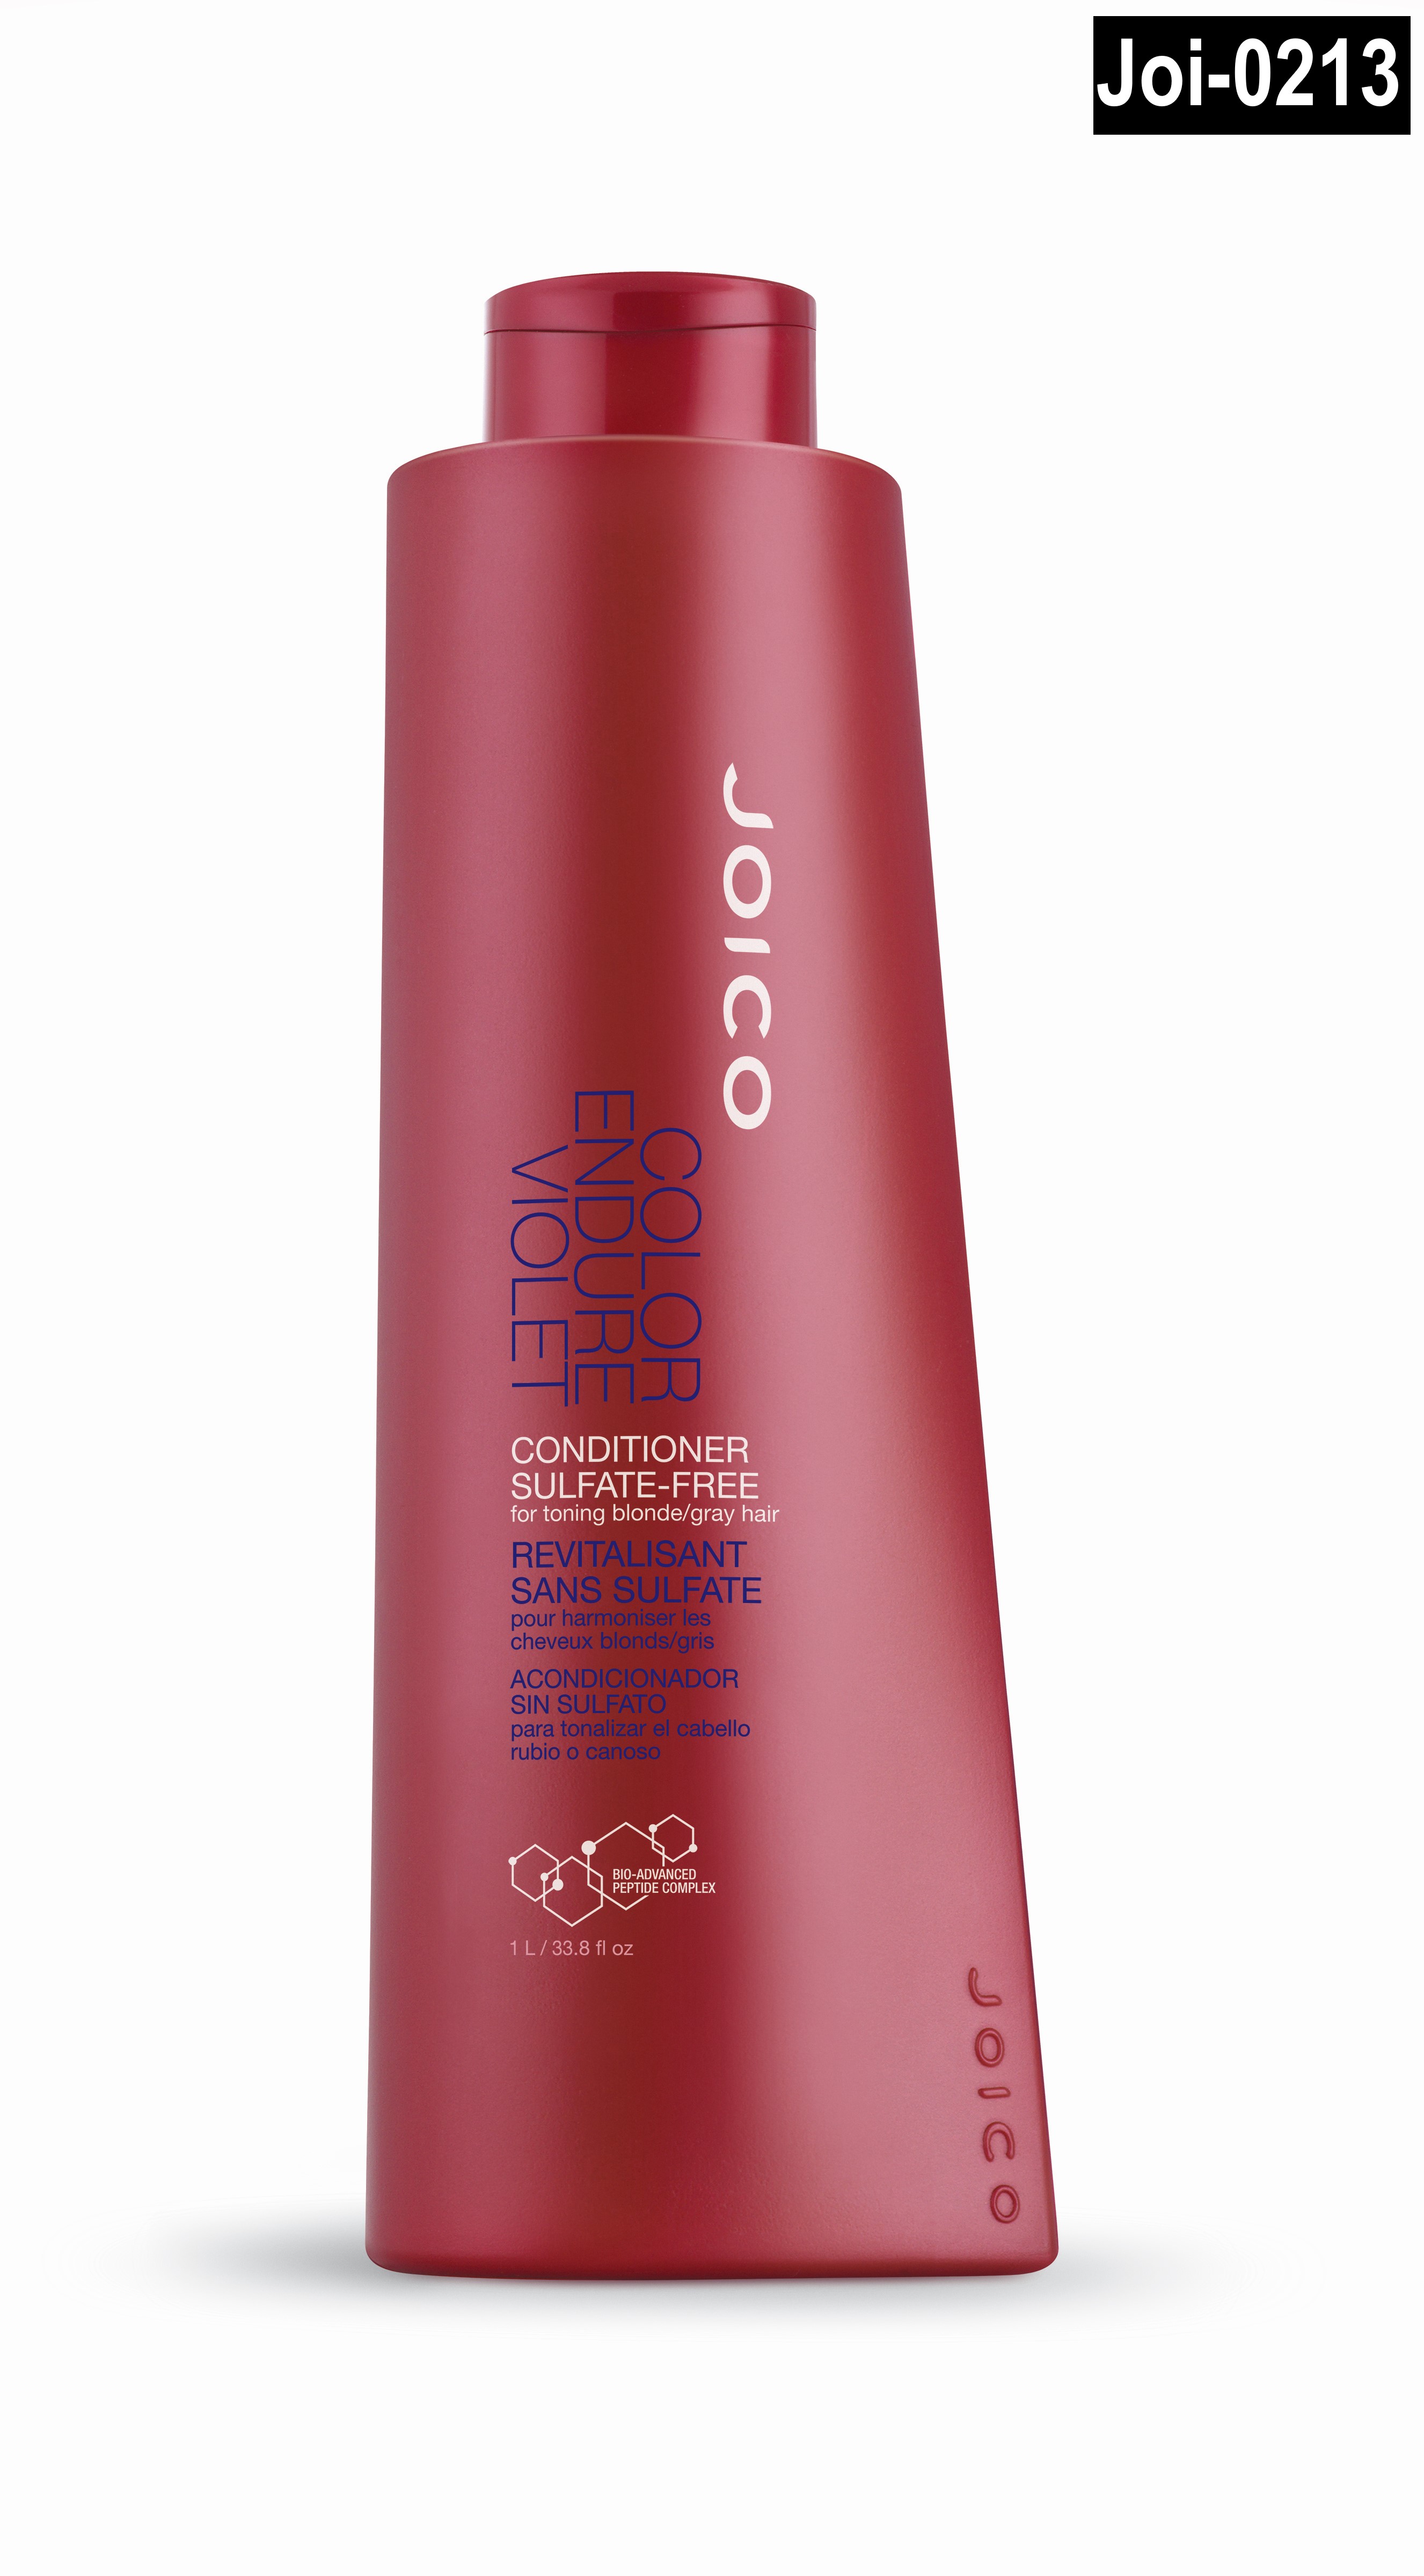 Joi-0213
JOICO
COLOR
ENDURE
VIOLET
CONDITIONER
SULFATE-FREE
for toning blonde/gray hair
REVITALISANT
SANS SULFATE
pour harmoniser les
cheveux blonds/gris
ACONDICIONADOR
SIN SULFATO
para tonalizar el cabello
rubio o canoso
BIO-ADVANCED
PEPTIDE COMPLEX
1 L / 33.8 fl oz
JOICO